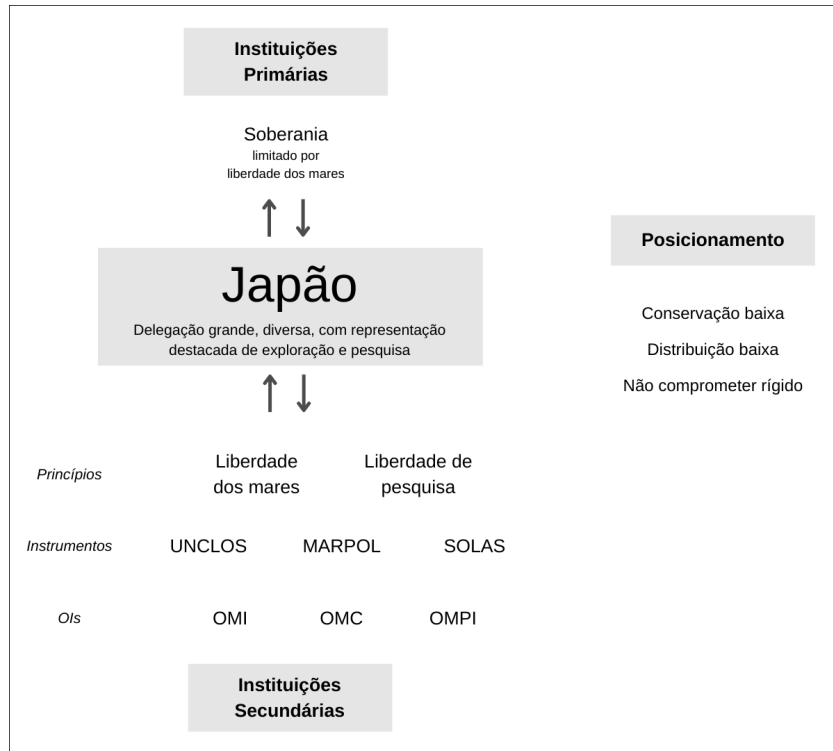 Instituições
Primárias
Soberania
limitado por
liberdade dos mares
Japão
Delegação grande, diversa, com representação
destacada de exploração e pesquisa
Posicionamento
Conservação baixa
Distribuição baixa
Não comprometer rígido
Princípios
Liberdade
dos mares
Liberdade de
pesquisa
Instrumentos UNCLOS MARPOL SOLAS
OIs OMI OMC OMPI
Instituições
Secundárias